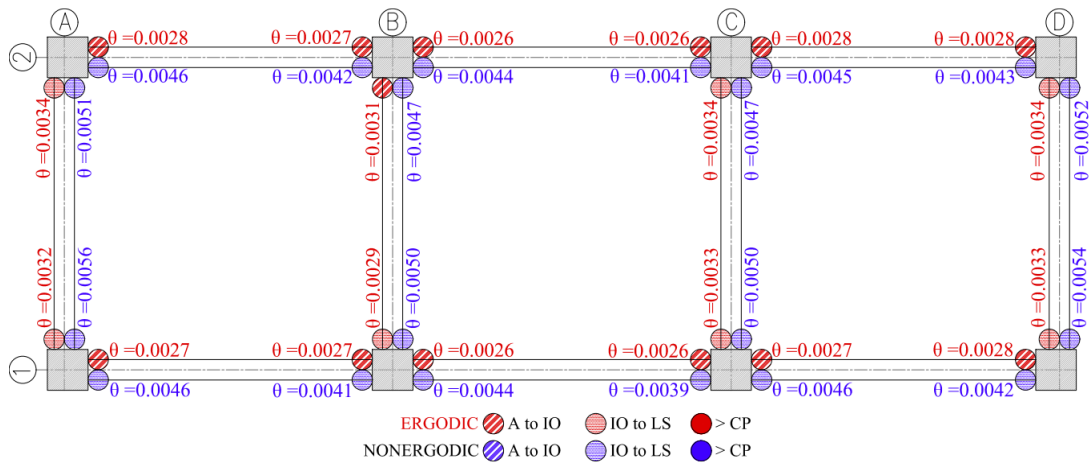 A B C D
2
θ =0.0028 θ =0.0027 θ =0.0026 θ =0.0026 θ =0.0028 θ =0.0028
θ =0.0046 θ =0.0042 θ =0.0044 θ =0.0041 θ =0.0045 θ =0.0043
θ =0.0034 θ =0.0051 θ =0.0031 θ =0.0047 θ =0.0034 θ =0.0047 θ =0.0034 θ =0.0052
θ =0.0032 θ =0.0056 θ =0.0029 θ =0.0050 θ =0.0033 θ =0.0050 θ =0.0033 θ =0.0054
θ =0.0027 θ =0.0027 θ =0.0026 θ =0.0026 θ =0.0027 θ =0.0028
1
θ =0.0046 θ =0.0041 θ =0.0044 θ =0.0039 θ =0.0046 θ =0.0042
ERGODIC A to IO IO to LS > CP
NONERGODIC A to IO IO to LS > CP